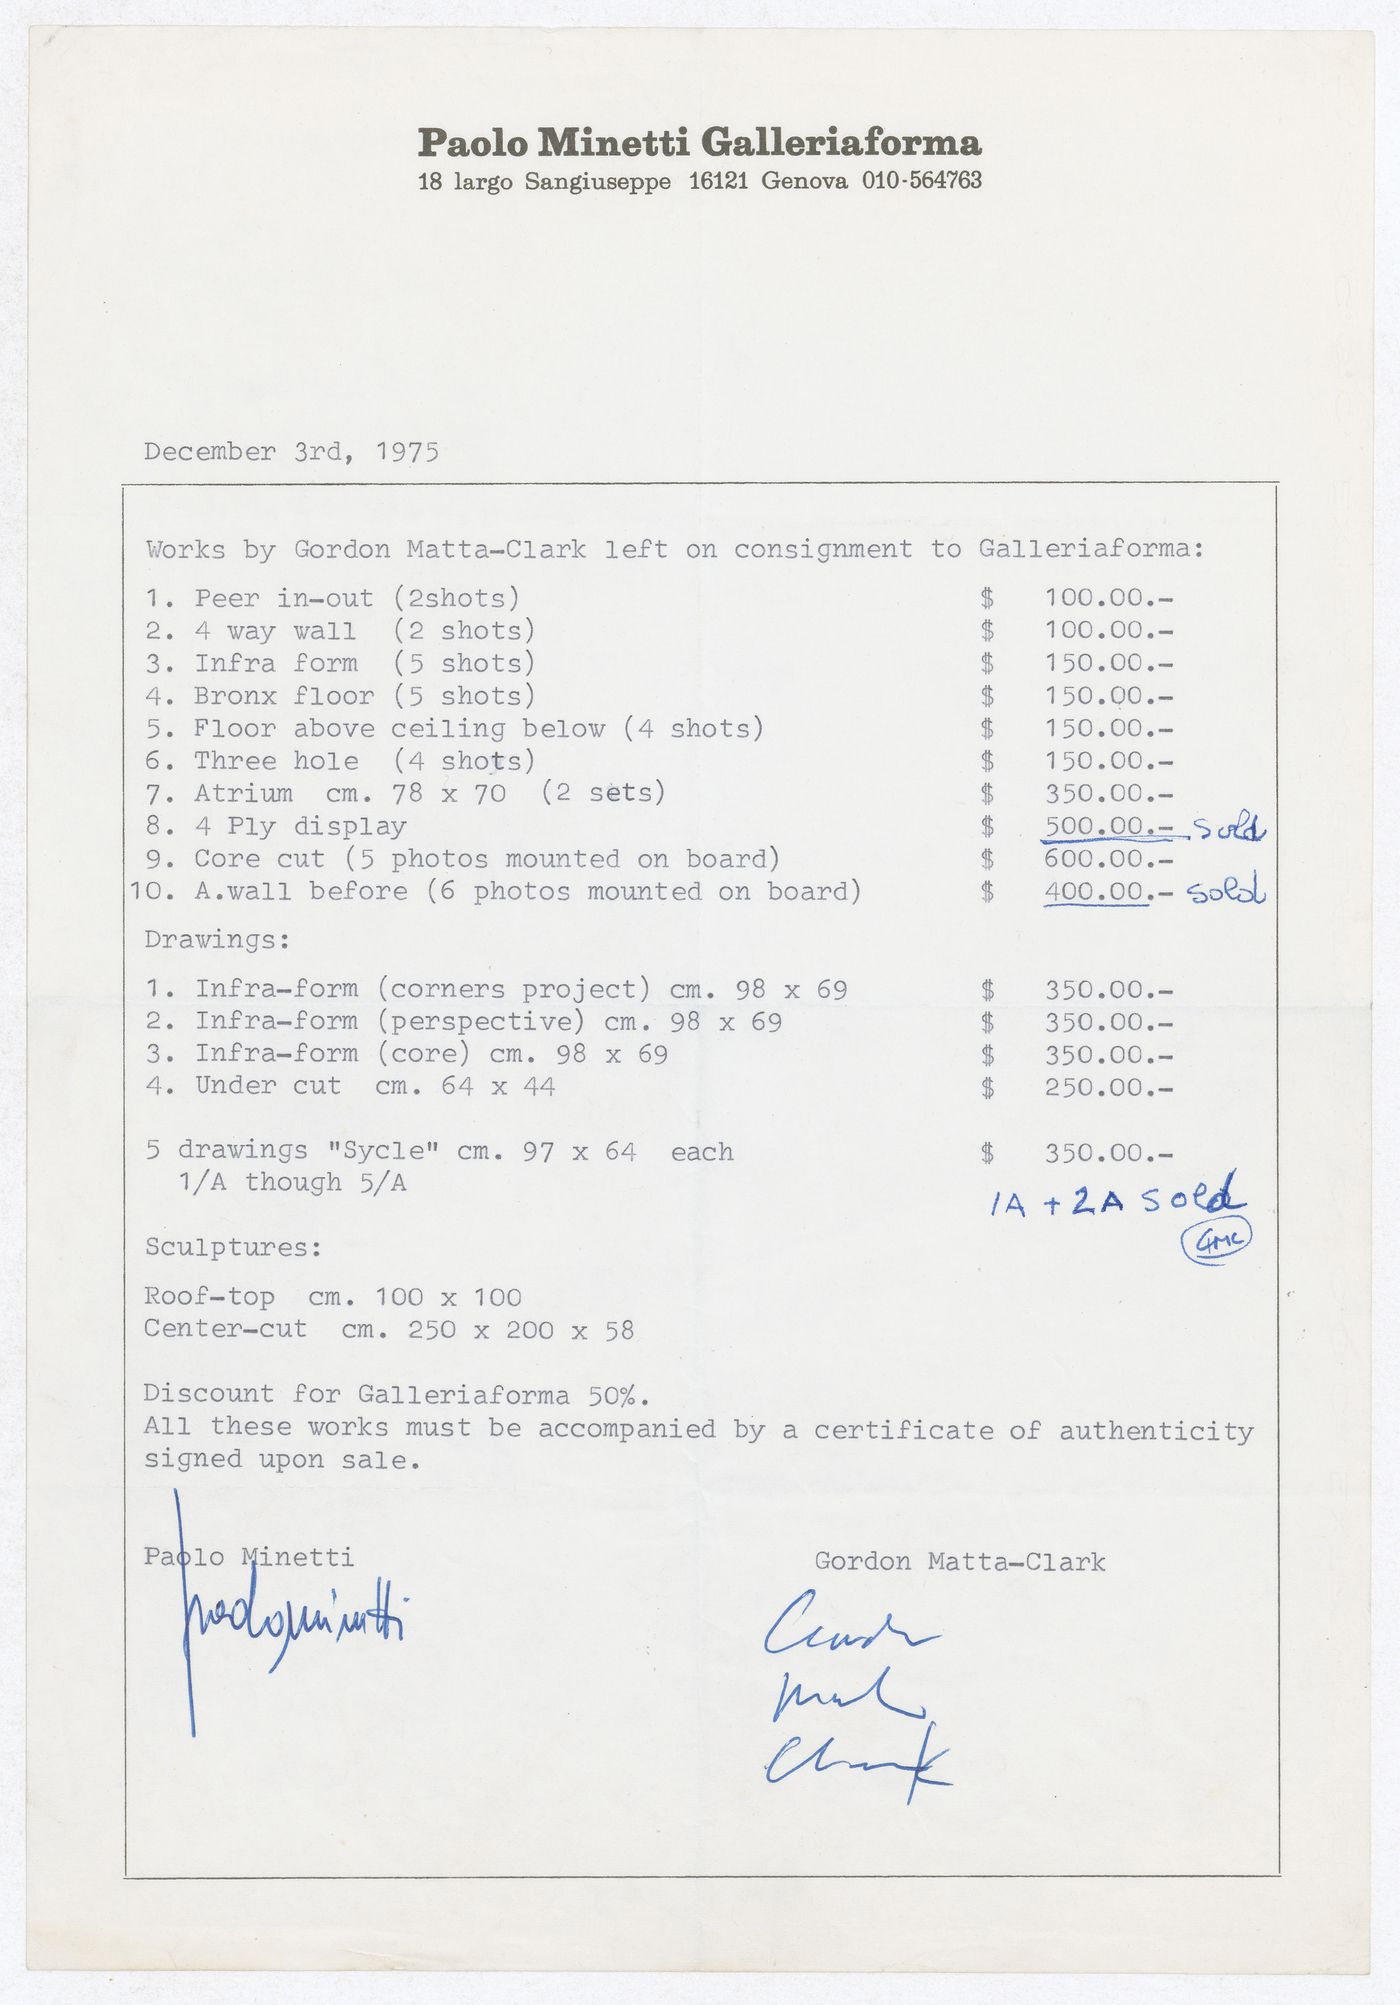 Paolo Minetti Galleriaforma
18 largo Sangiuseppe 16121 Genova 010-564763
December 3rd, 1975
Works by Gordon Matta-Clark left on consignment to Galleriaforma:
1. Peer in-out (2shots) $ 100.00.-
2. 4 way wall (2 shots) $ 100.00.-
3. Infra form (5 shots) $ 150.00.-
4. Bronx floor (5 shots) $ 150.00.-
5. Floor above ceiling below (4 shots) $ 150.00.-
6. Three hole (4 shots) $ 150.00.-
7. Atrium cm. 78 x 70 (2 sets) $ 350.00.-
8. 4 Ply display $ 500.00.- sold
9. Core cut (5 photos mounted on board) $ 600.00.-
10. A.wall before (6 photos mounted on board) $ 400.00.- sold
Drawings:
1. Infra-form (corners project) cm. 98 x 69 $ 350.00.-
2. Infra-form (perspective) cm. 98 x 69 $ 350.00.-
3. Infra-form (core) cm. 98 x 69 $ 350.00.-
4. Under cut cm. 64 x 44 $ 250.00.-
5 drawings "Sycle" cm. 97 x 64 each $ 350.00.-
1/A though 5/A
1A + 2A sold
GMC
Sculptures:
Roof-top cm. 100 x 100
Center-cut cm. 250 x 200 x 58
Discount for Galleriaforma 50%.
All these works must be accompanied by a certificate of authenticity
signed upon sale.
Paolo Minetti Gordon Matta-Clark
paolo minetti
Gordon
Matta
Clark